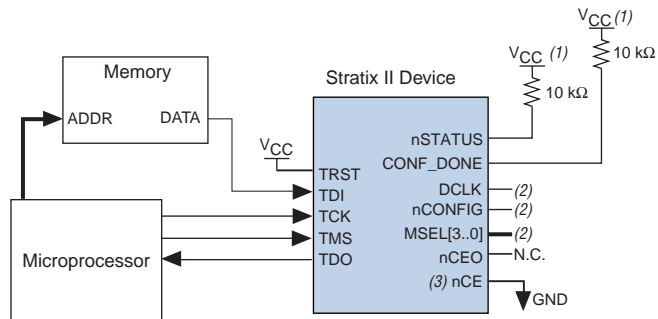 VCC (1)
VCC (1)
10 kΩ
10 kΩ
Memory
ADDR DATA
Stratix II Device
nSTATUS
CONF_DONE
VCC
TRST
TDI
TCK
TMS
TDO
DCLK (2)
nCONFIG (2)
MSEL[3..0] (2)
nCEO N.C.
(3) nCE
GND
Microprocessor